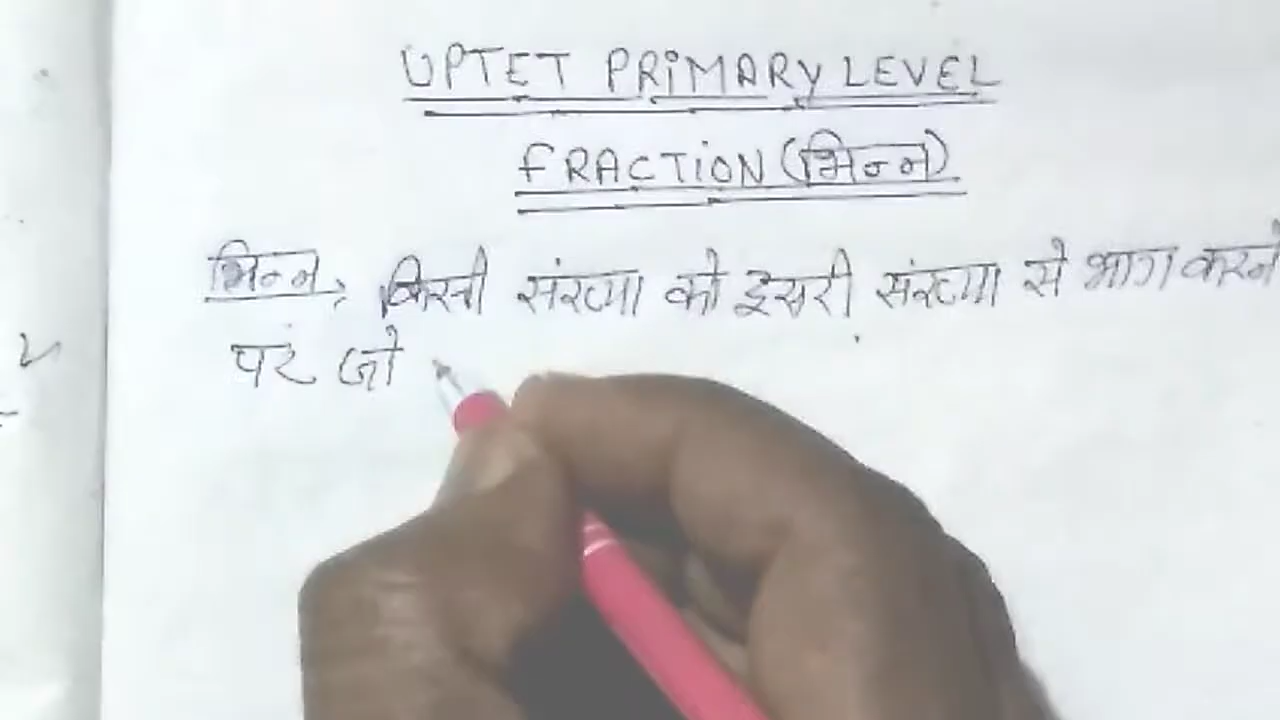 UPTET PRIMARY LEVEL
FRACTION (भिन्न)
भिन्न, किसी संख्या को दूसरी संख्या से भाग करने
पर जो